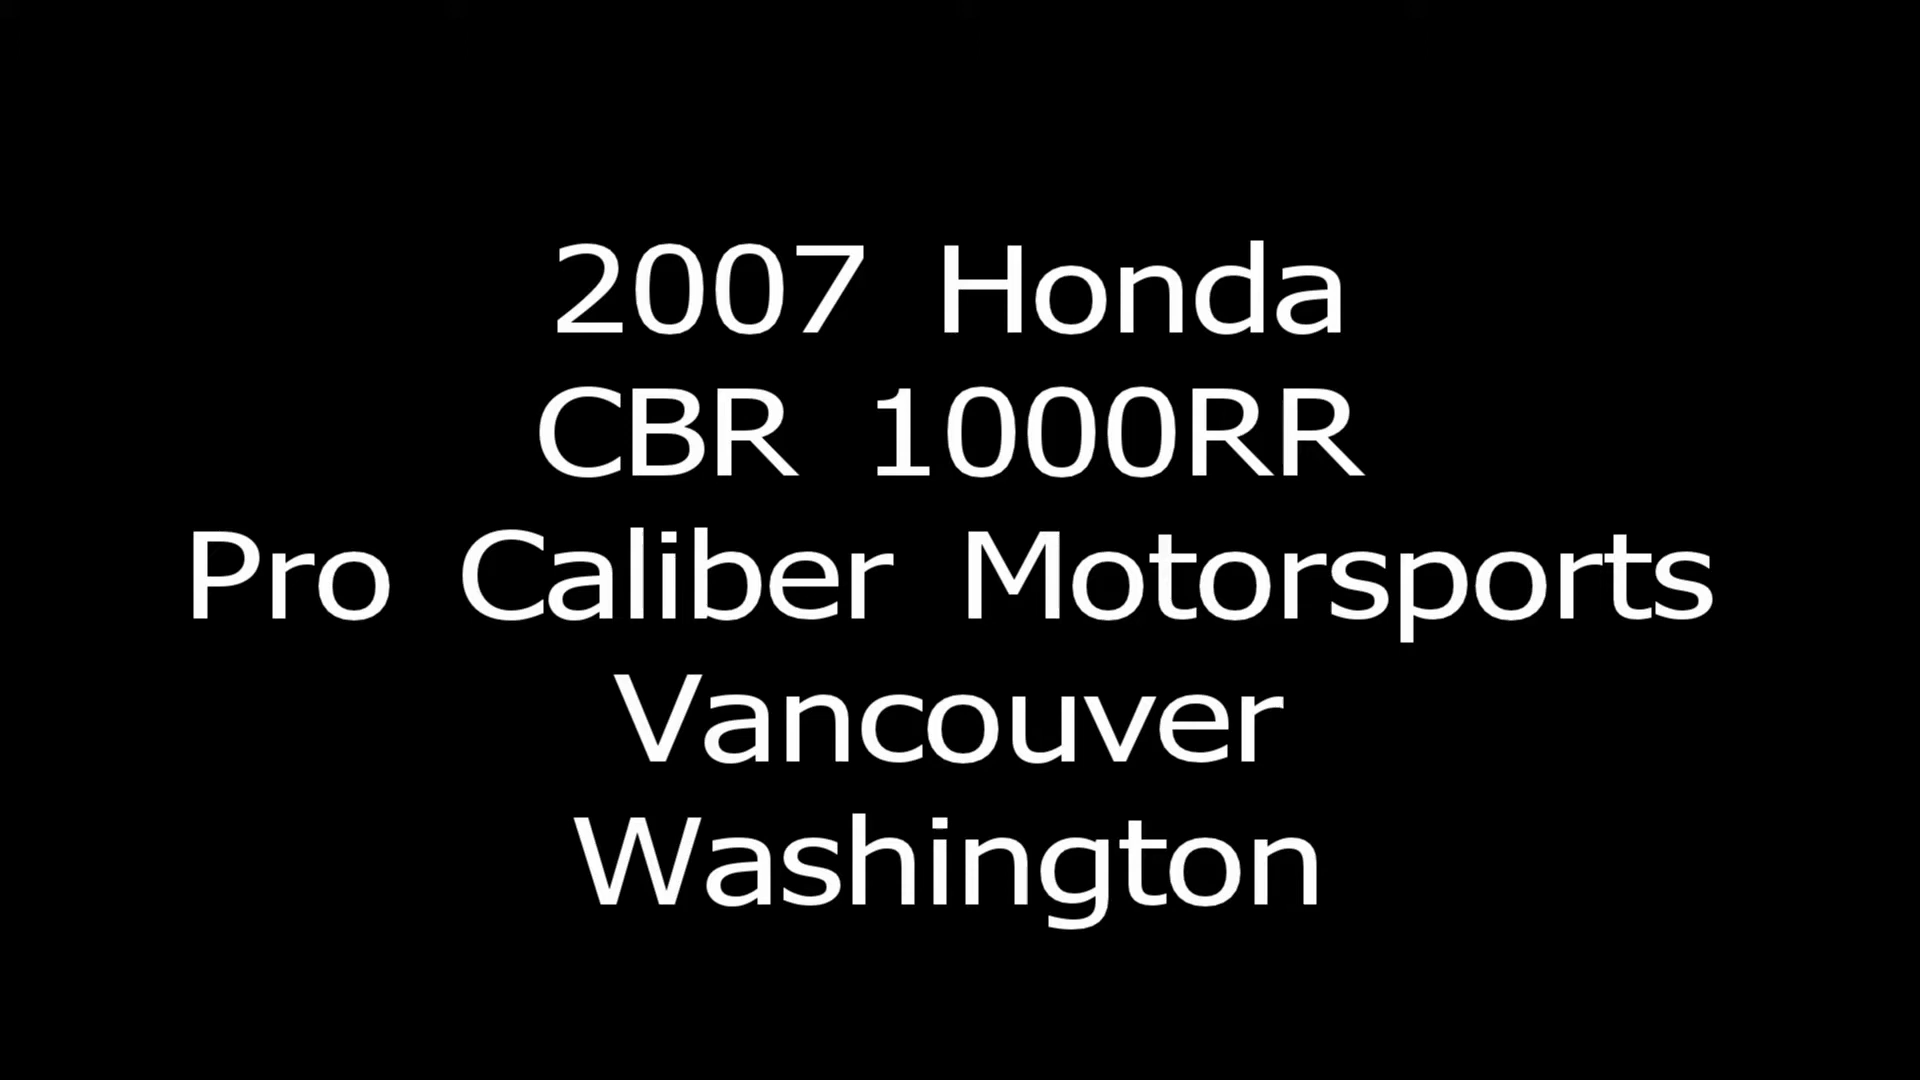 2007 Honda
CBR 1000RR
Pro Caliber Motorsports
Vancouver
Washington